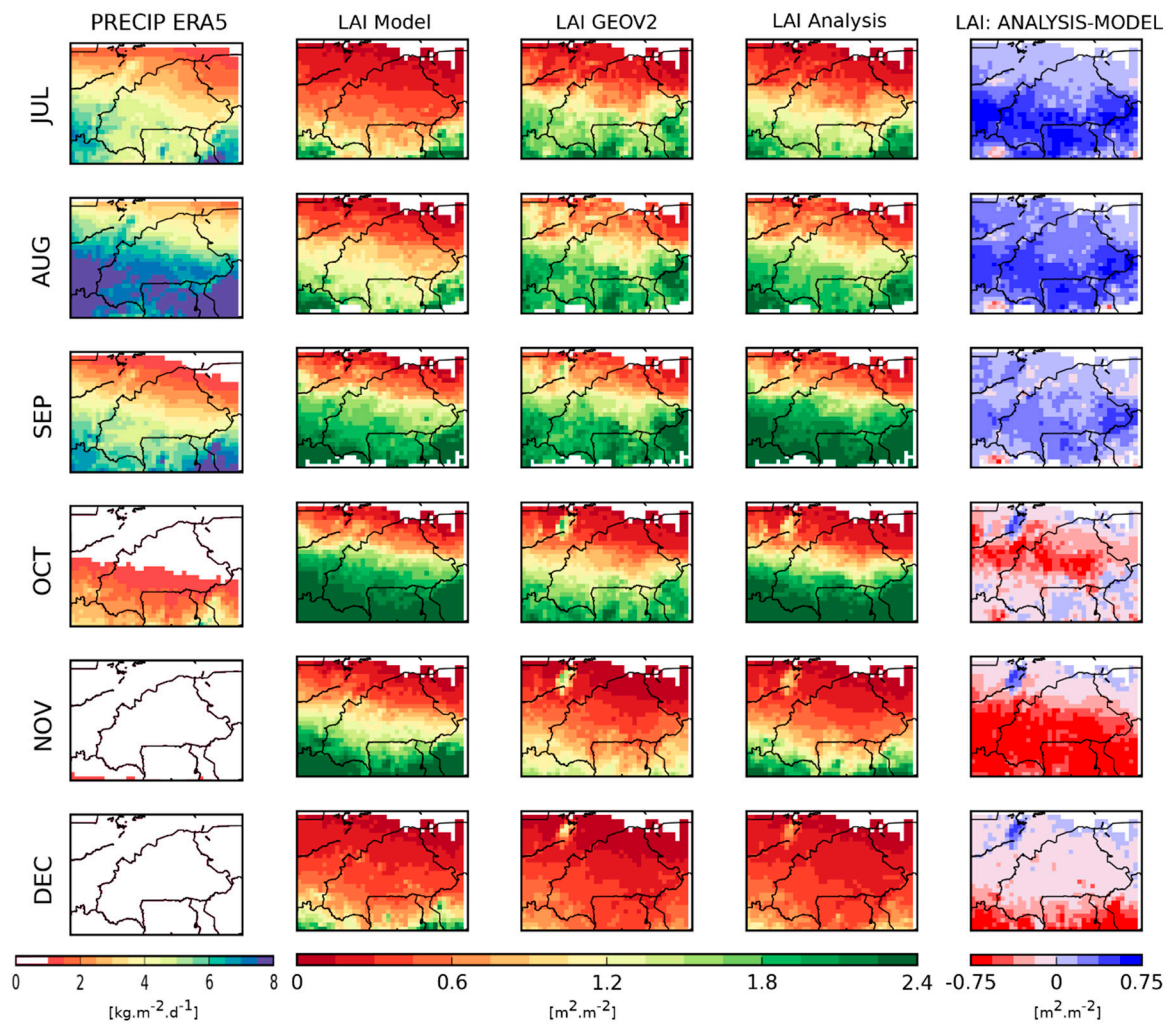 PRECIP ERA5 LAI Model LAI GEOV2 LAI Analysis LAI: ANALYSIS-MODEL
JUL
AUG
SEP
OCT
NOV
DEC
0 2 4 6 8 0 0.6 1.2 1.8 2.4 -0.75 0 0.75
[kg.m⁻².d⁻¹] [m².m⁻²] [m².m⁻²]